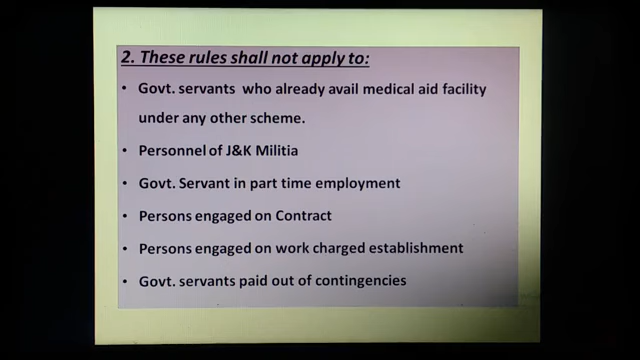 2. These rules shall not apply to:
• Govt. servants who already avail medical aid facility
under any other scheme.
• Personnel of J&K Militia
• Govt. Servant in part time employment
• Persons engaged on Contract
• Persons engaged on work charged establishment
• Govt. servants paid out of contingencies